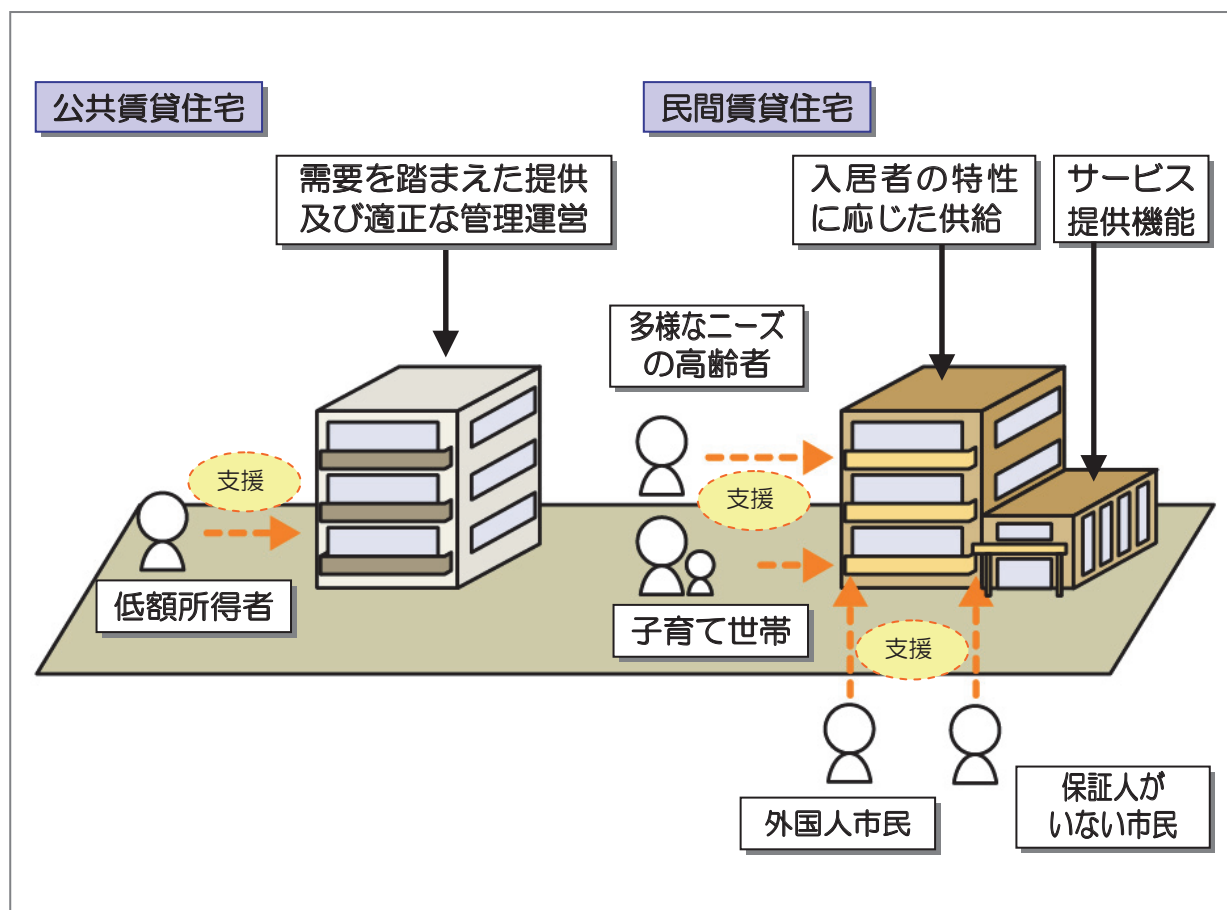 公共賃貸住宅
民間賃貸住宅
需要を踏まえた提供
及び適正な管理運営
入居者の特性
に応じた供給
サービス
提供機能
多様なニーズ
の高齢者
支援
支援
低額所得者
子育て世帯
支援
外国人市民
保証人が
いない市民